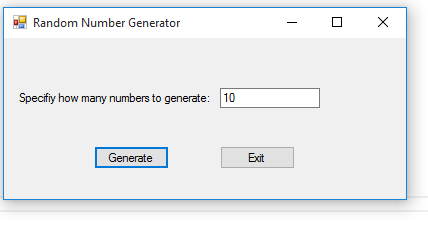 Random Number Generator
Specifiy how many numbers to generate: 10
Generate Exit